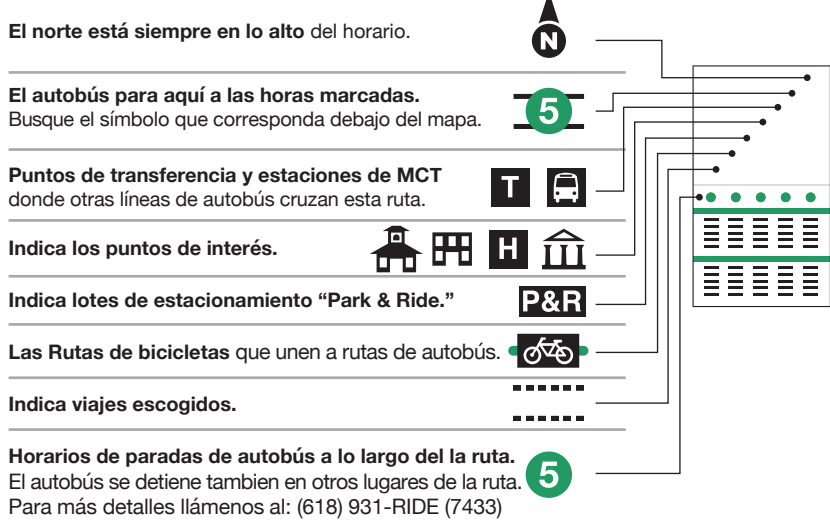 El norte está siempre en lo alto del horario.
N
El autobús para aquí a las horas marcadas.
Busque el símbolo que corresponda debajo del mapa.
5
Puntos de transferencia y estaciones de MCT
donde otras líneas de autobús cruzan esta ruta.
T
Indica los puntos de interés.
H
Indica lotes de estacionamiento “Park & Ride.”
P&R
Las Rutas de bicicletas que unen a rutas de autobús.
Indica viajes escogidos.
Horarios de paradas de autobús a lo largo del la ruta.
El autobús se detiene tambien en otros lugares de la ruta.
5
Para más detalles llámenos al: (618) 931-RIDE (7433)